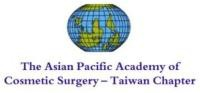 The Asian Pacific Academy of
Cosmetic Surgery – Taiwan Chapter